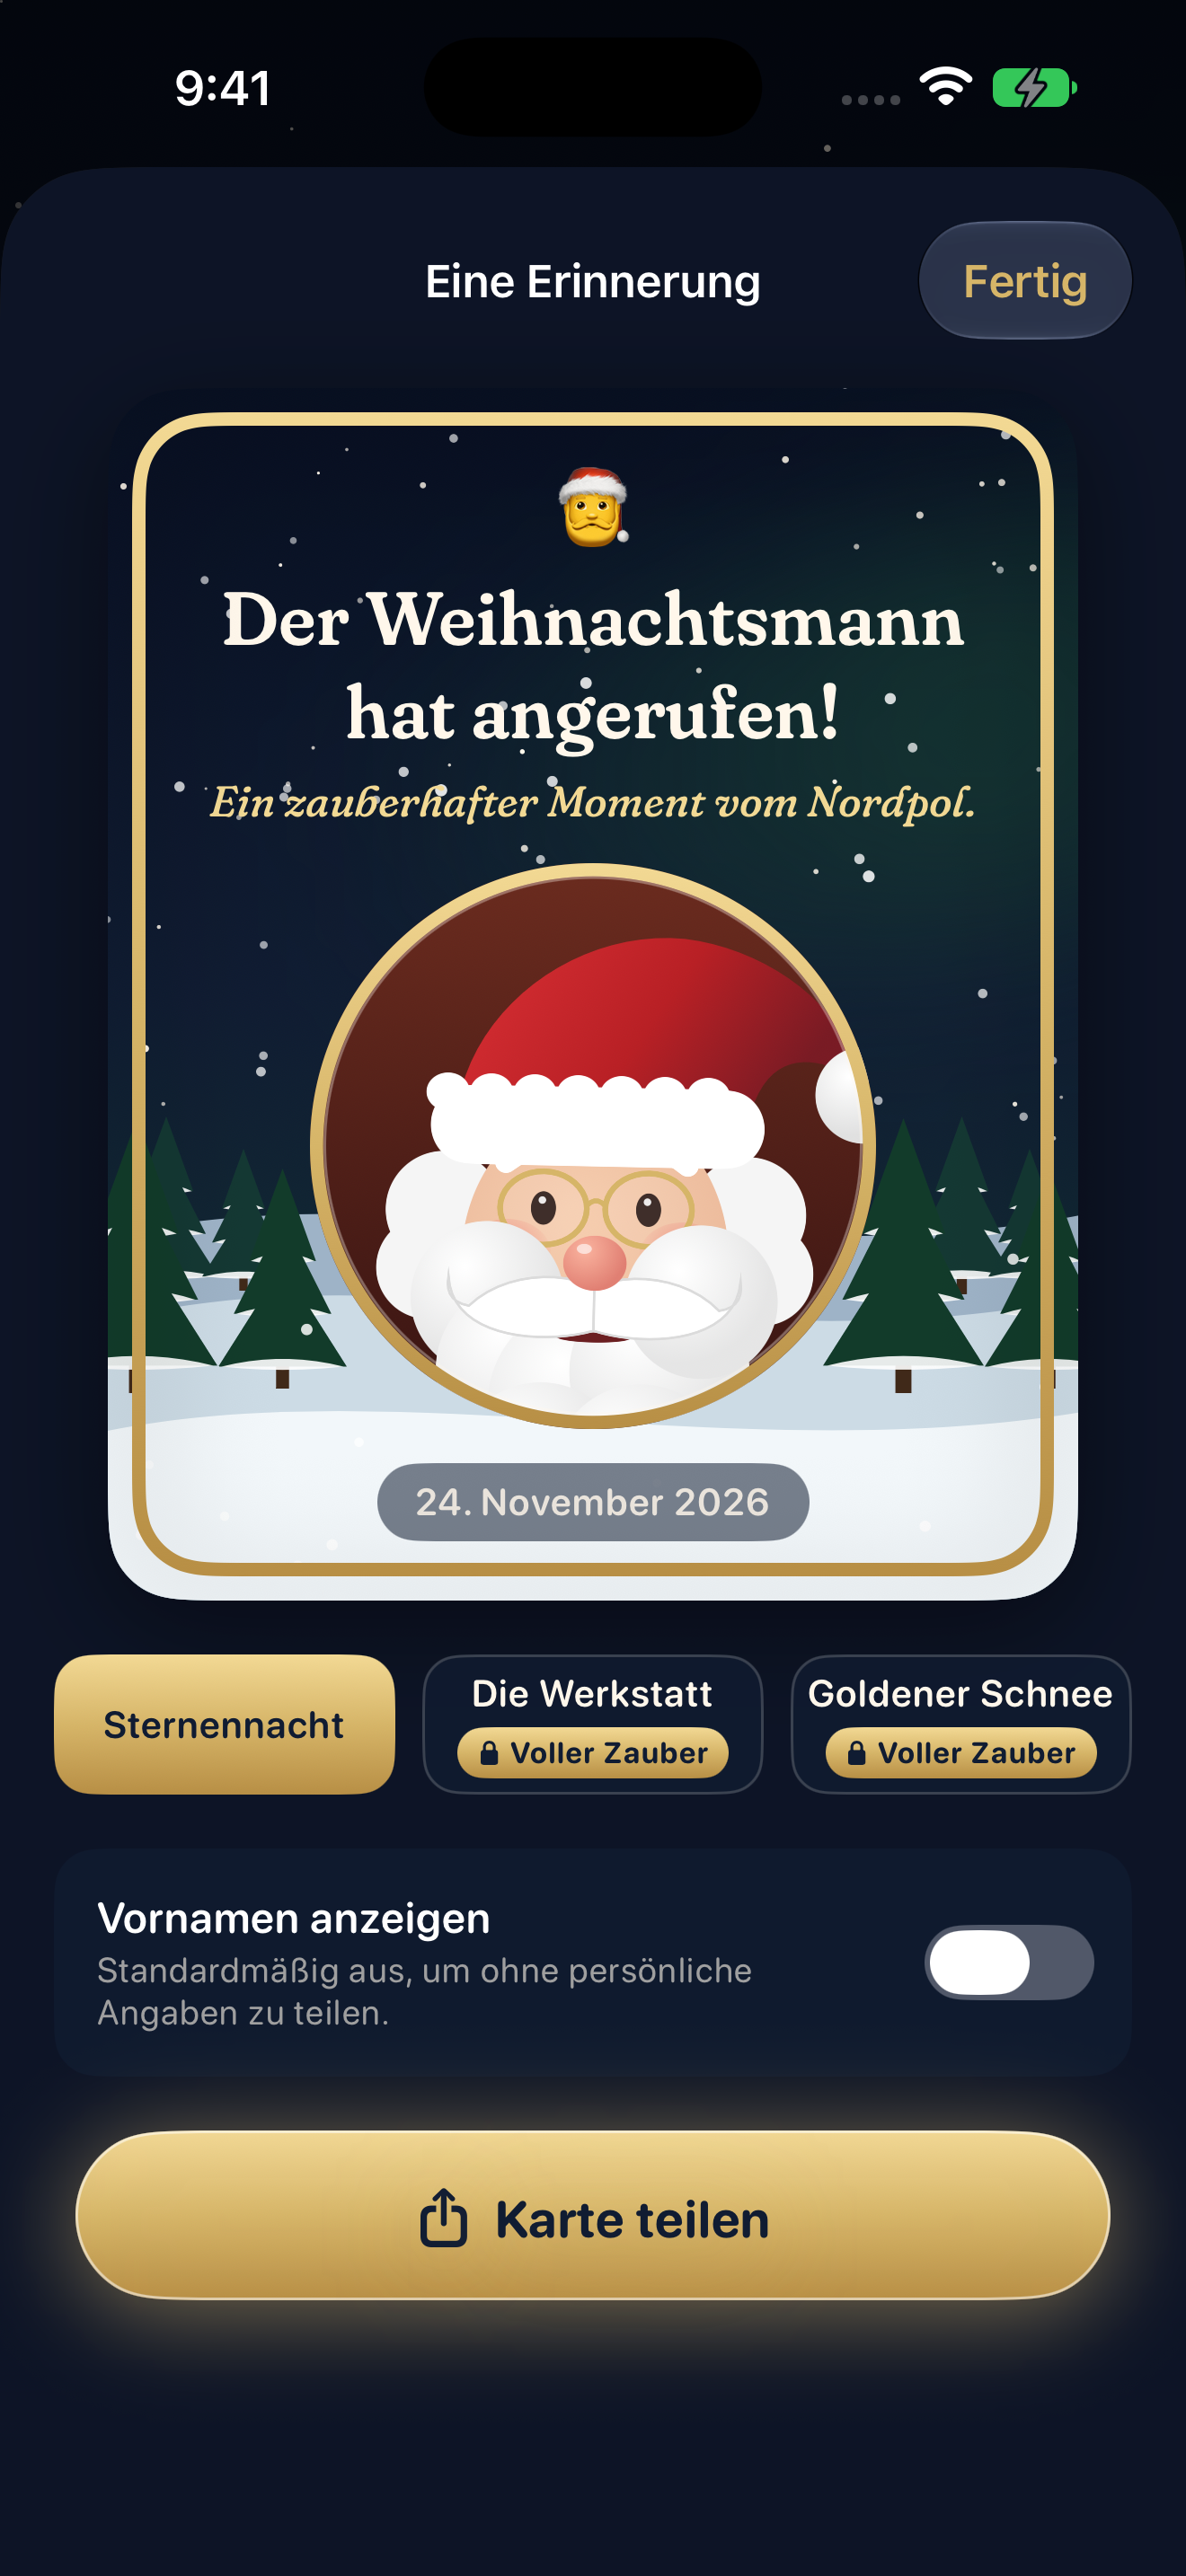 9:41
Eine Erinnerung
Fertig
Der Weihnachtsmann
hat angerufen!
Ein zauberhafter Moment vom Nordpol.
24. November 2026
Sternennacht
Die Werkstatt
Voller Zauber
Goldener Schnee
Voller Zauber
Vornamen anzeigen
Standardmäßig aus, um ohne persönliche
Angaben zu teilen.
Karte teilen